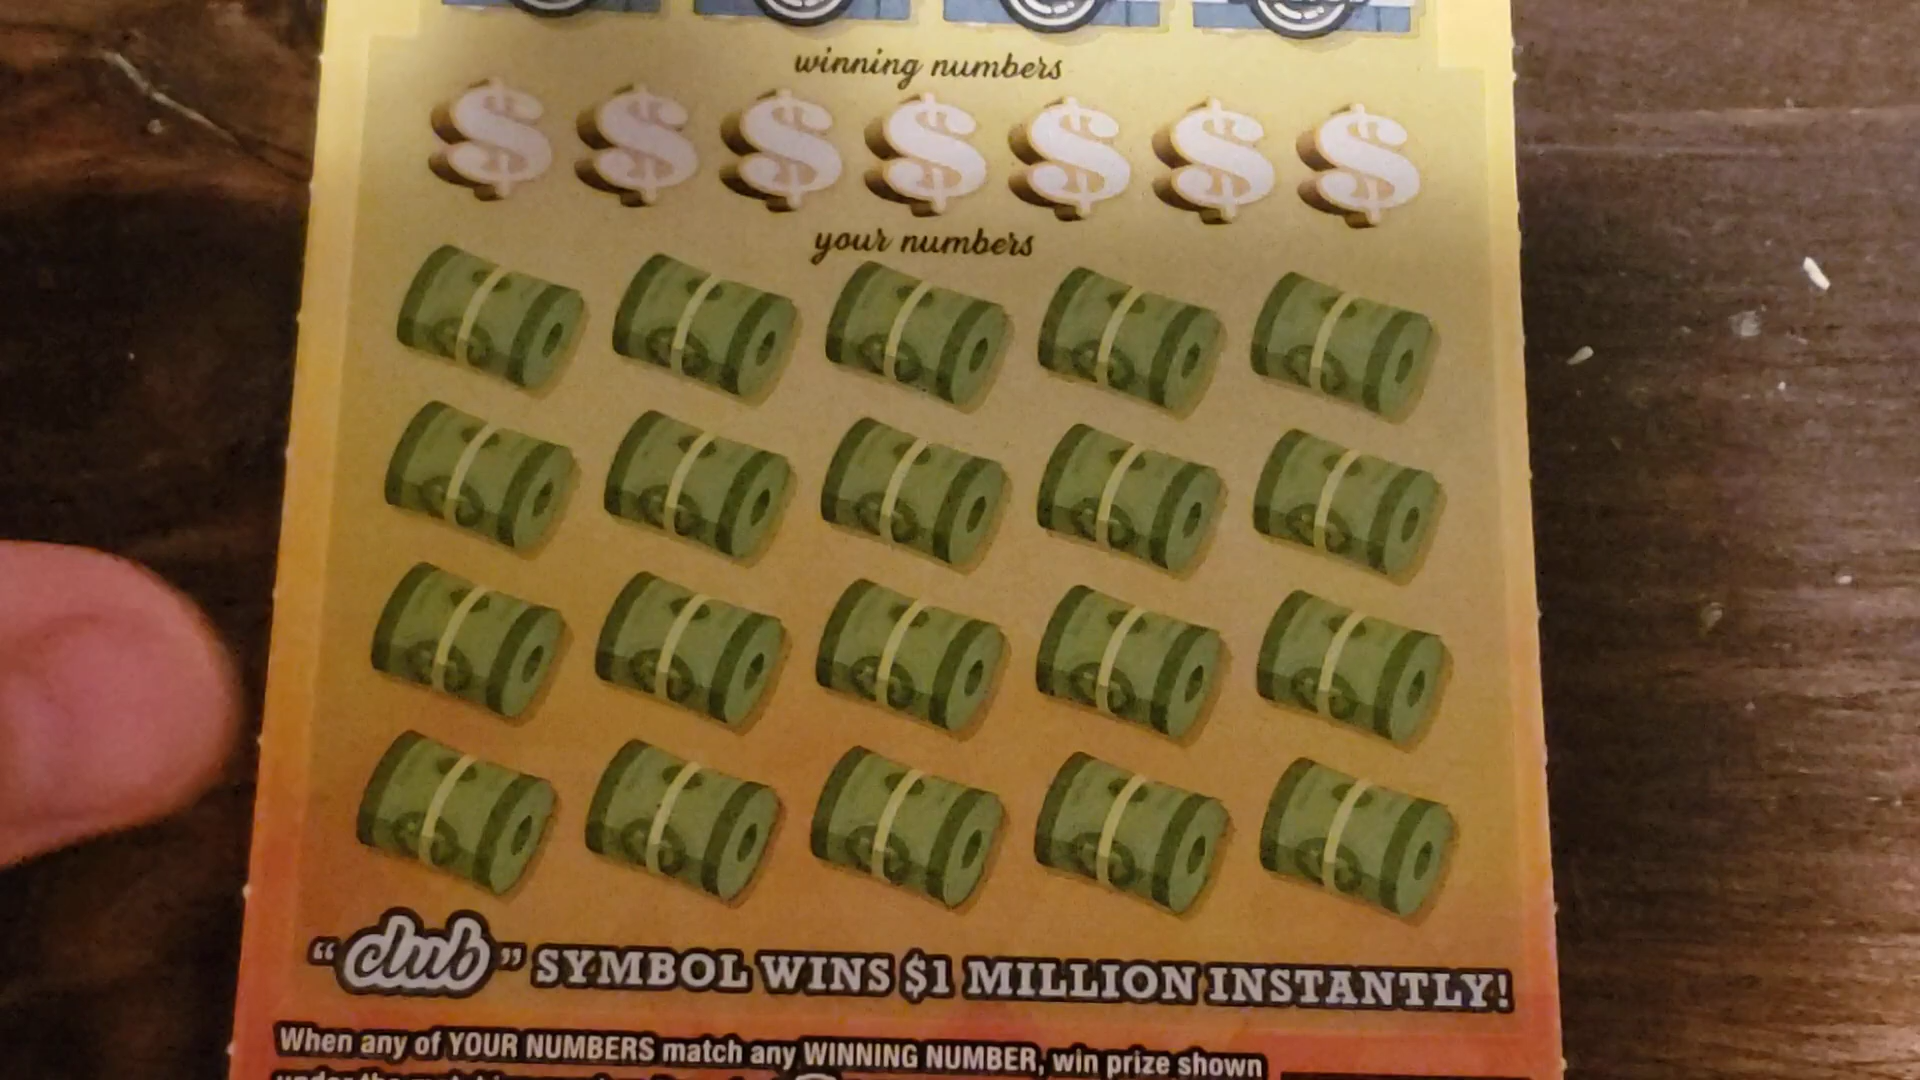 winning numbers
$ $ $ $ $ $ $
your numbers
"club" SYMBOL WINS $1 MILLION INSTANTLY!
When any of YOUR NUMBERS match any WINNING NUMBER, win prize shown